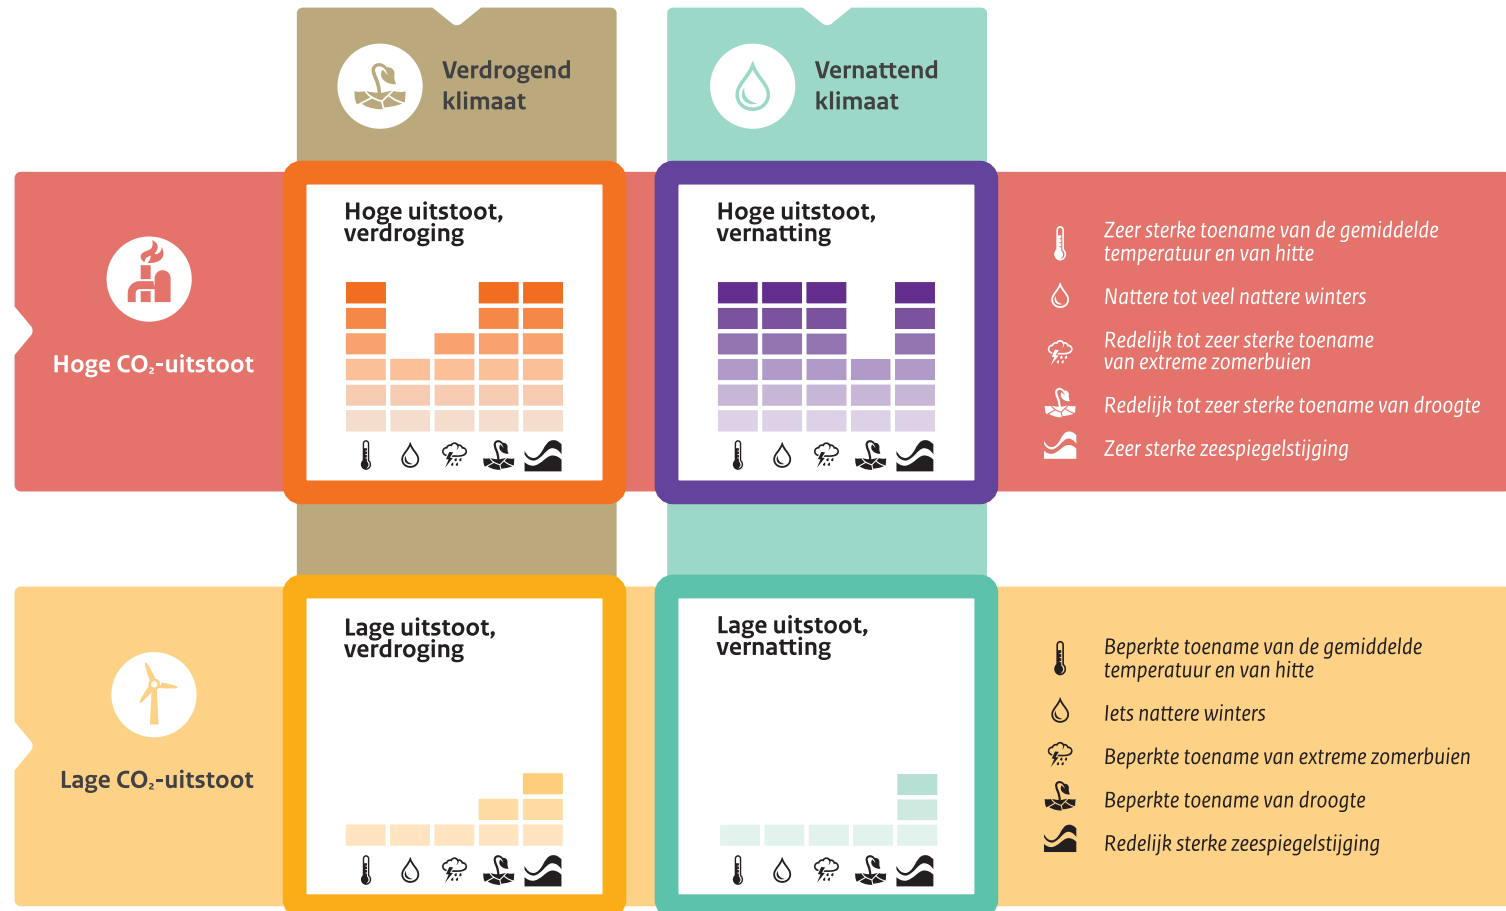 Verdrogend
klimaat
Vernattend
klimaat
Hoge CO₂-uitstoot
Hoge uitstoot,
verdroging
Hoge uitstoot,
vernatting
Zeer sterke toename van de gemiddelde
temperatuur en van hitte
Nattere tot veel nattere winters
Redelijk tot zeer sterke toename
van extreme zomerbuien
Redelijk tot zeer sterke toename van droogte
Zeer sterke zeespiegelstijging
Lage CO₂-uitstoot
Lage uitstoot,
verdroging
Lage uitstoot,
vernatting
Beperkte toename van de gemiddelde
temperatuur en van hitte
Iets nattere winters
Beperkte toename van extreme zomerbuien
Beperkte toename van droogte
Redelijk sterke zeespiegelstijging